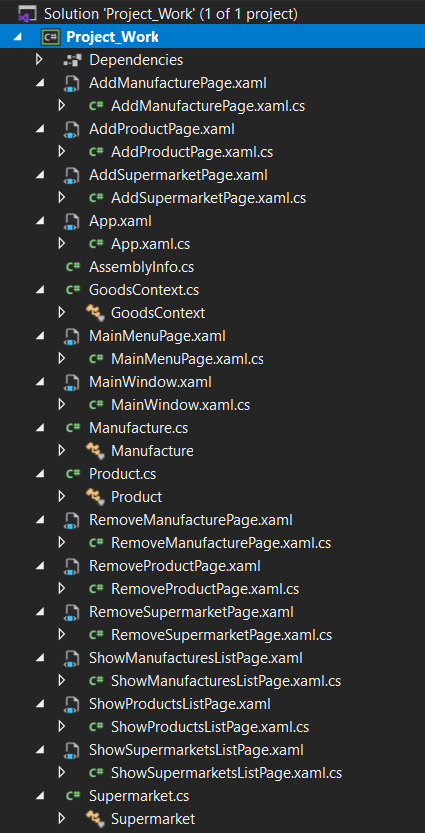 Solution 'Project_Work' (1 of 1 project)
C# Project_Work
Dependencies
AddManufacturePage.xaml
C# AddManufacturePage.xaml.cs
AddProductPage.xaml
C# AddProductPage.xaml.cs
AddSupermarketPage.xaml
C# AddSupermarketPage.xaml.cs
App.xaml
C# App.xaml.cs
C# AssemblyInfo.cs
C# GoodsContext.cs
GoodsContext
MainMenuPage.xaml
C# MainMenuPage.xaml.cs
MainWindow.xaml
C# MainWindow.xaml.cs
C# Manufacture.cs
Manufacture
C# Product.cs
Product
RemoveManufacturePage.xaml
C# RemoveManufacturePage.xaml.cs
RemoveProductPage.xaml
C# RemoveProductPage.xaml.cs
RemoveSupermarketPage.xaml
C# RemoveSupermarketPage.xaml.cs
ShowManufacturesListPage.xaml
C# ShowManufacturesListPage.xaml.cs
ShowProductsListPage.xaml
C# ShowProductsListPage.xaml.cs
ShowSupermarketsListPage.xaml
C# ShowSupermarketsListPage.xaml.cs
C# Supermarket.cs
Supermarket